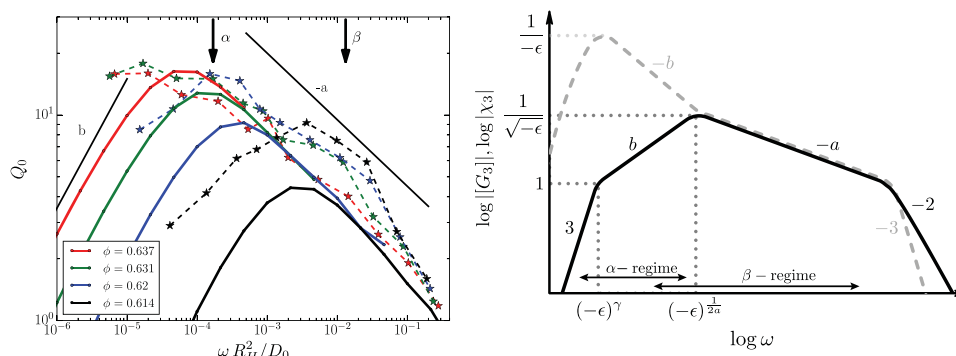 α
β
b
-a
Q₀
10¹
10⁰
φ = 0.637
φ = 0.631
φ = 0.62
φ = 0.614
10⁻⁶
10⁻⁵
10⁻⁴
10⁻³
10⁻²
10⁻¹
ω R_H²/D₀
log |[G₃]|, log |χ₃|
1/−ϵ
1/√−ϵ
1
−b
b
−a
3
−2
−3
α− regime
β − regime
(−ϵ)^γ
(−ϵ)^(1/2a)
log ω